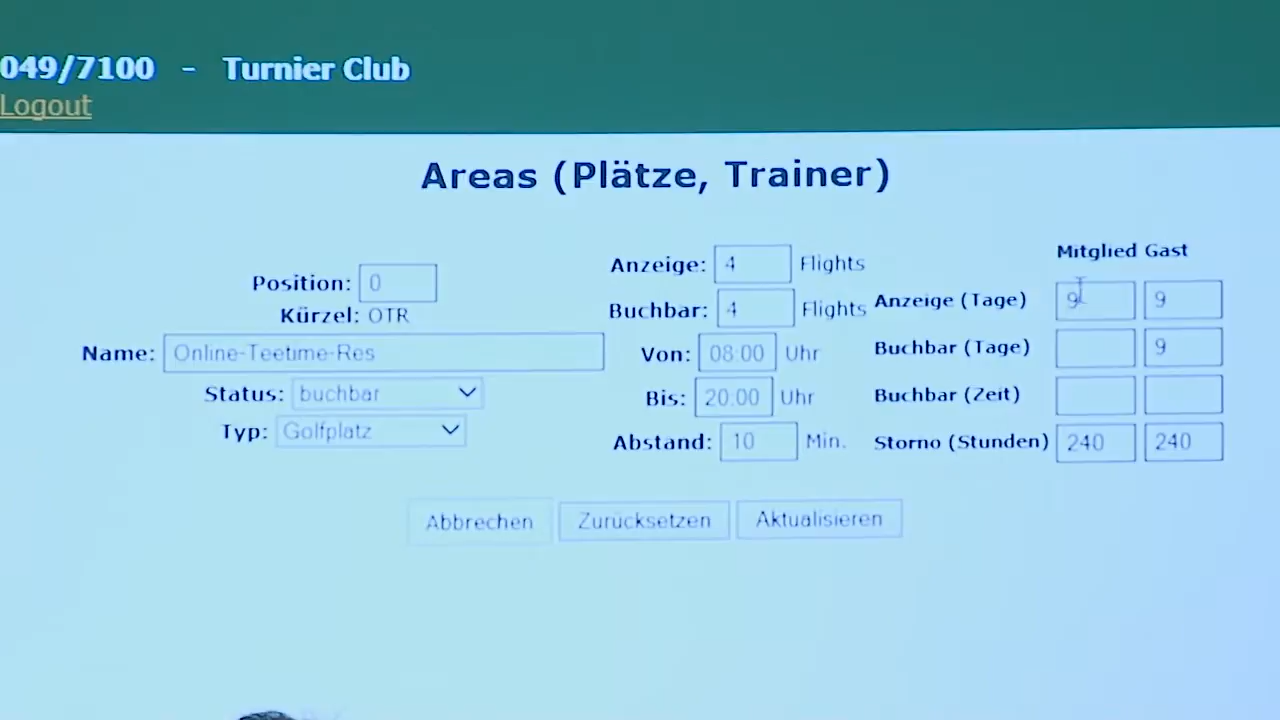 049/7100 - Turnier Club
Logout
Areas (Plätze, Trainer)
Position: 0
Kürzel: OTR
Name: Online-Teetime-Res
Status: buchbar
Typ: Golfplatz
Anzeige: 4 Flights
Buchbar: 4 Flights
Von: 08:00 Uhr
Bis: 20:00 Uhr
Abstand: 10 Min.
Mitglied Gast
Anzeige (Tage) 9 9
Buchbar (Tage) 9
Buchbar (Zeit)
Storno (Stunden) 240 240
Abbrechen Zurücksetzen Aktualisieren